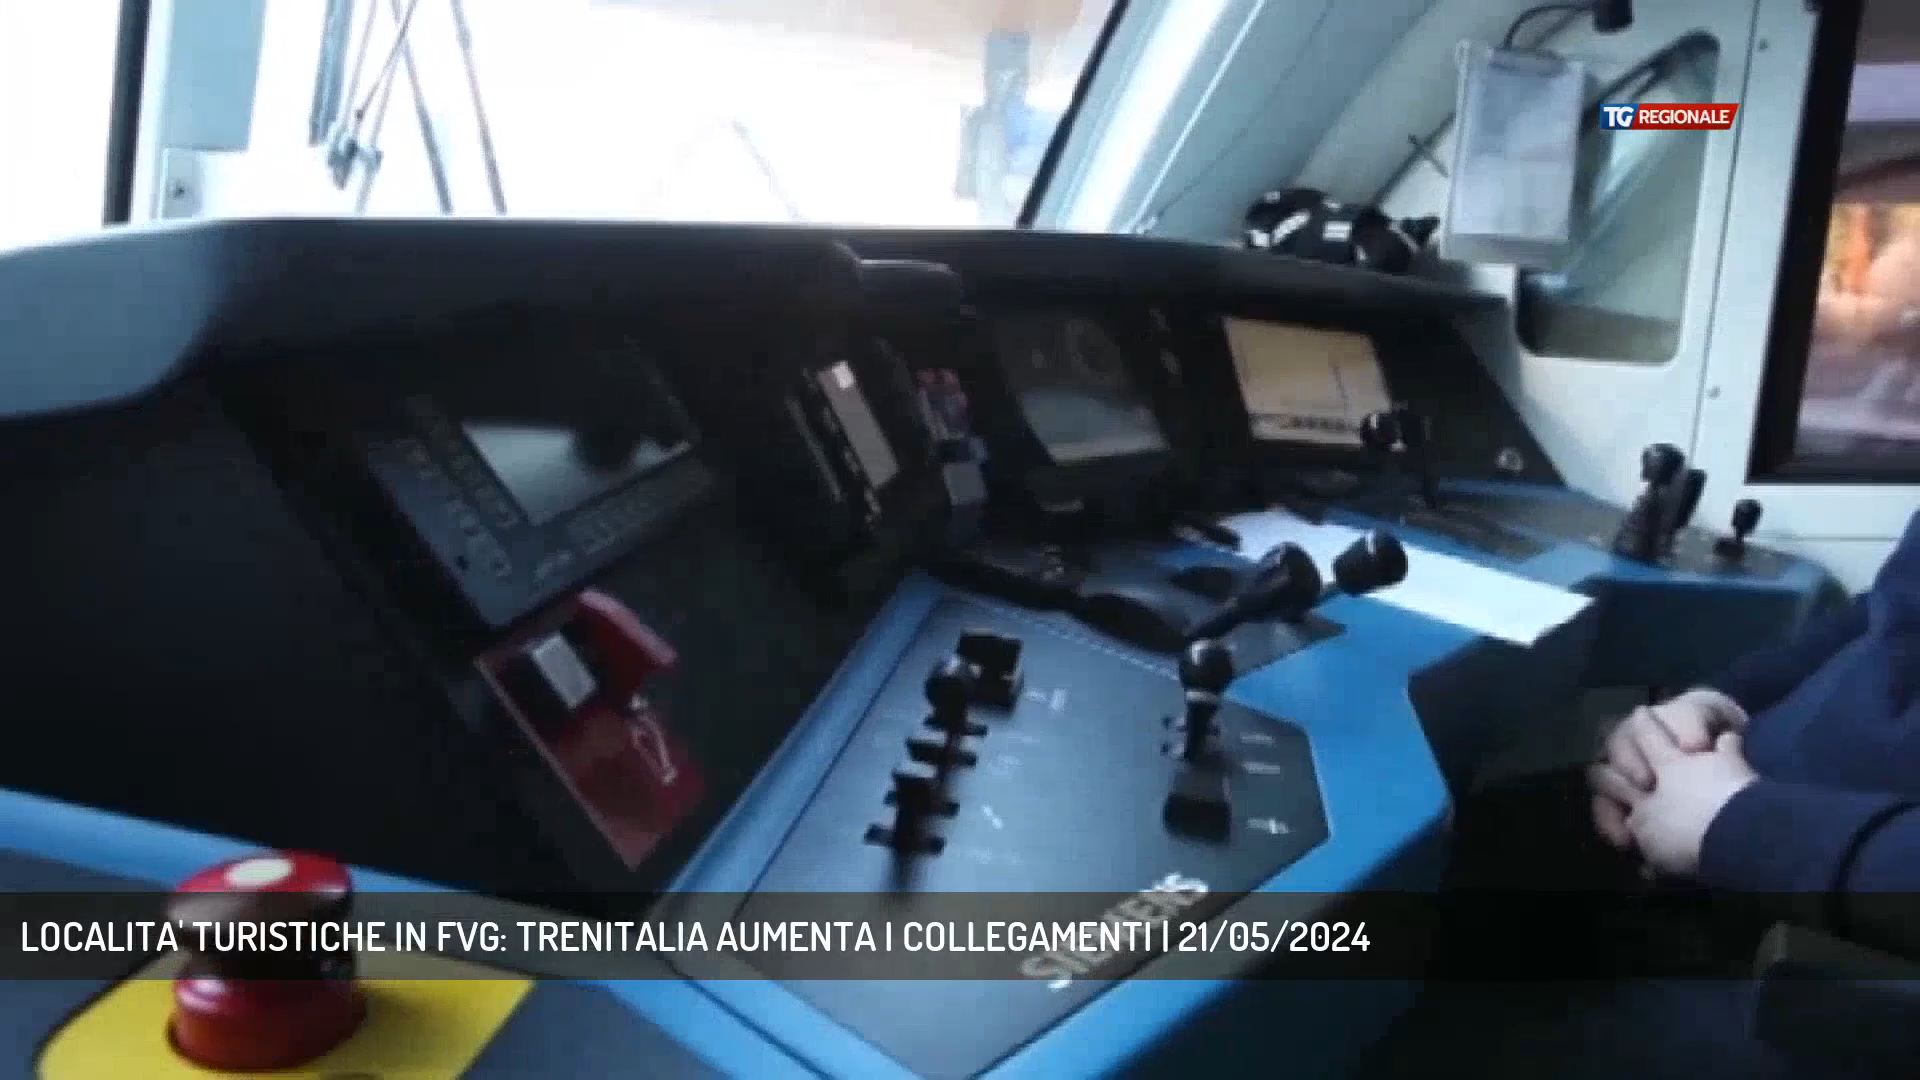 TG REGIONALE
SIEMENS
LOCALITA' TURISTICHE IN FVG: TRENITALIA AUMENTA I COLLEGAMENTI | 21/05/2024